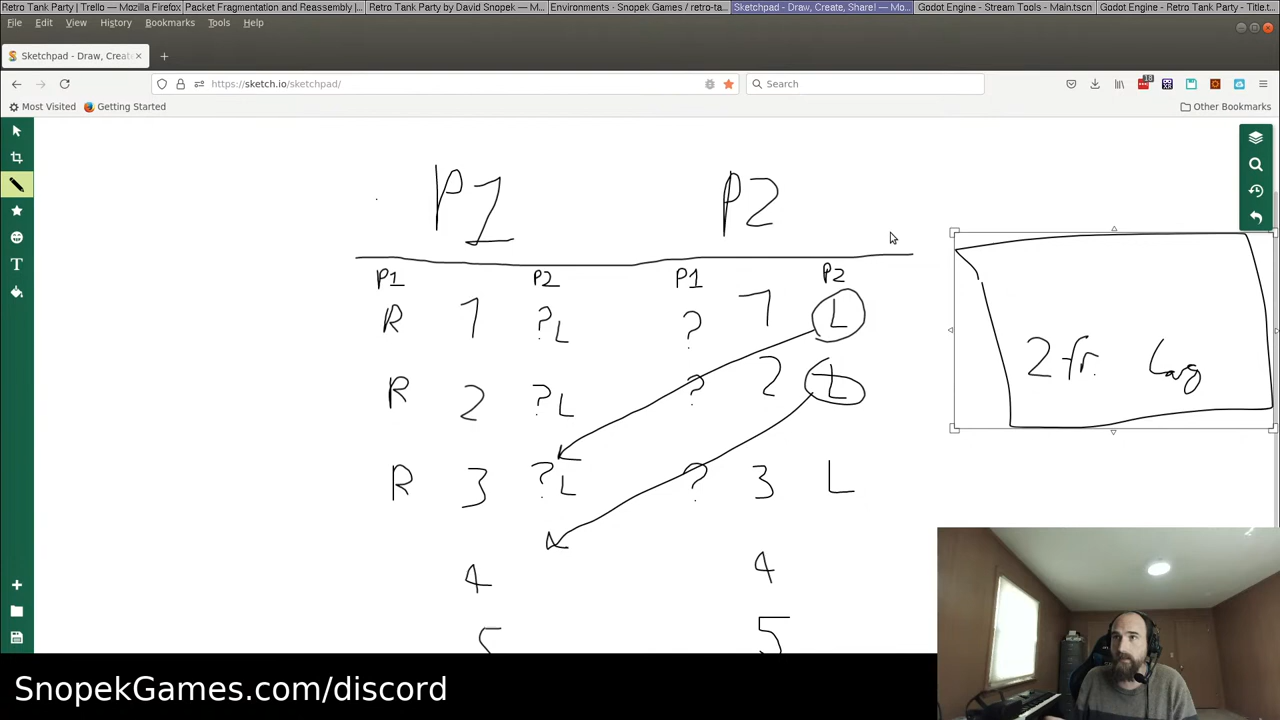 Retro Tank Party | Trello — Mozilla Firefox
Packet Fragmentation and Reassembly |...
Retro Tank Party by David Snopek — M...
Environments · Snopek Games / retro-ta...
Sketchpad - Draw, Create, Share! — Mo...
Godot Engine - Stream Tools - Main.tscn
Godot Engine - Retro Tank Party - Title.t...
File Edit View History Bookmarks Tools Help
Sketchpad - Draw, Creat
https://sketch.io/sketchpad/
Search
18
Most Visited
Getting Started
Other Bookmarks
P1 P2
P1 P2 P1 P2
R 1 ?L ? 1 L
R 2 ?L ? 2 L
R 3 ?L ? 3 L
4 4
5 5
2 fr. Lag
SnopekGames.com/discord